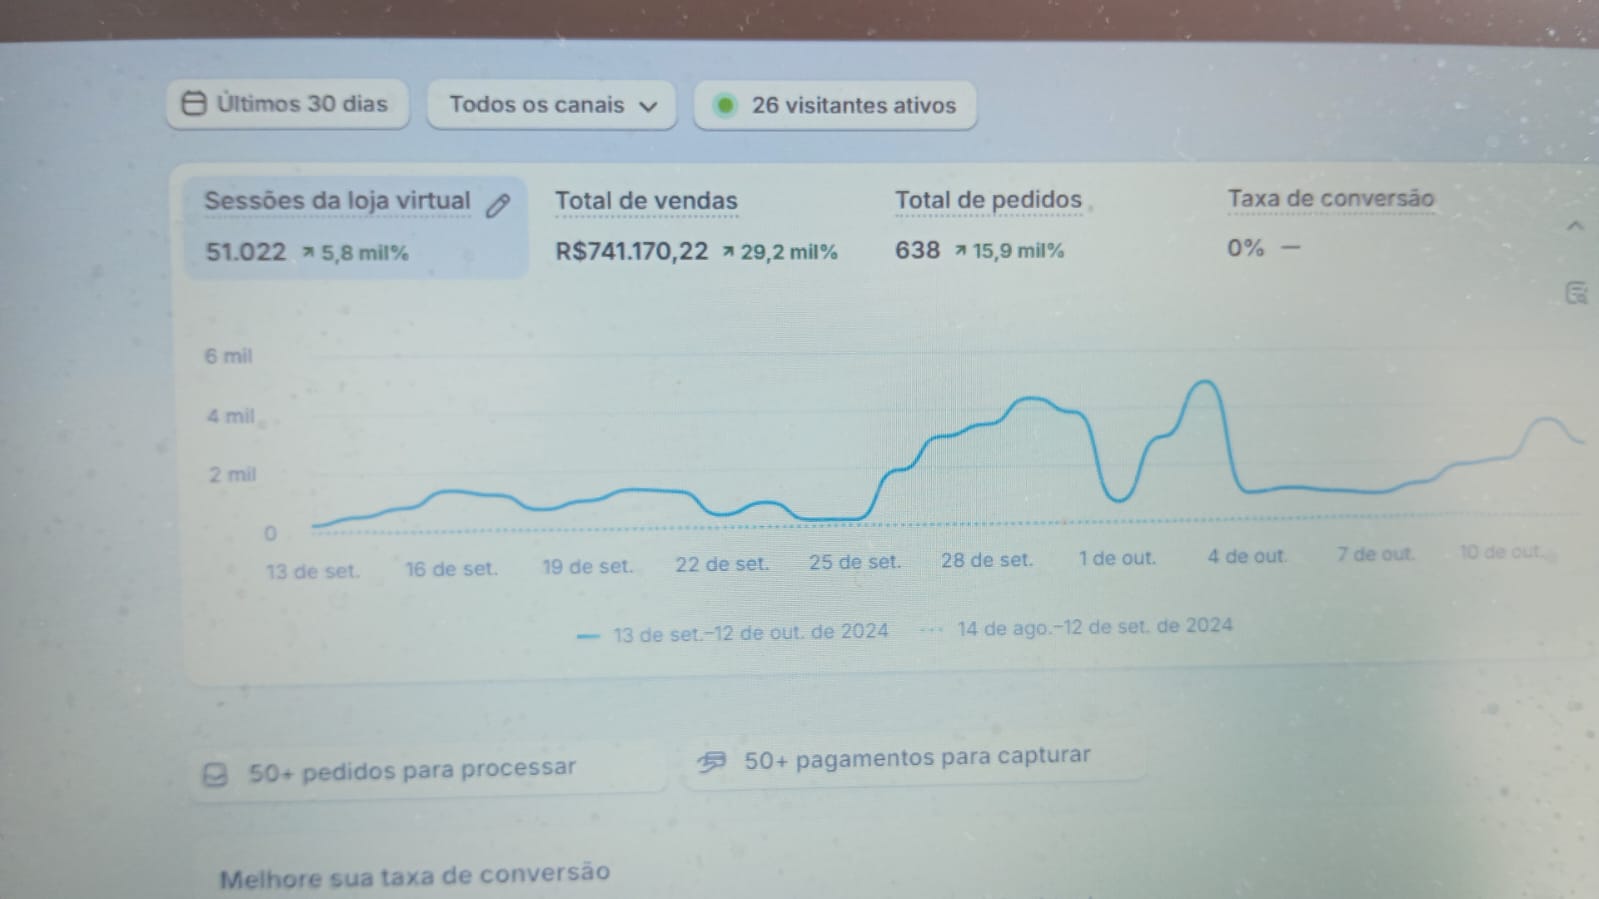 Últimos 30 dias
Todos os canais
26 visitantes ativos
Sessões da loja virtual
51.022 5,8 mil%
Total de vendas
R$741.170,22 29,2 mil%
Total de pedidos
638 15,9 mil%
Taxa de conversão
0% —
6 mil
4 mil
2 mil
0
13 de set. 16 de set. 19 de set. 22 de set. 25 de set. 28 de set. 1 de out. 4 de out. 7 de out. 10 de out.
13 de set.–12 de out. de 2024 14 de ago.–12 de set. de 2024
50+ pedidos para processar
50+ pagamentos para capturar
Melhore sua taxa de conversão